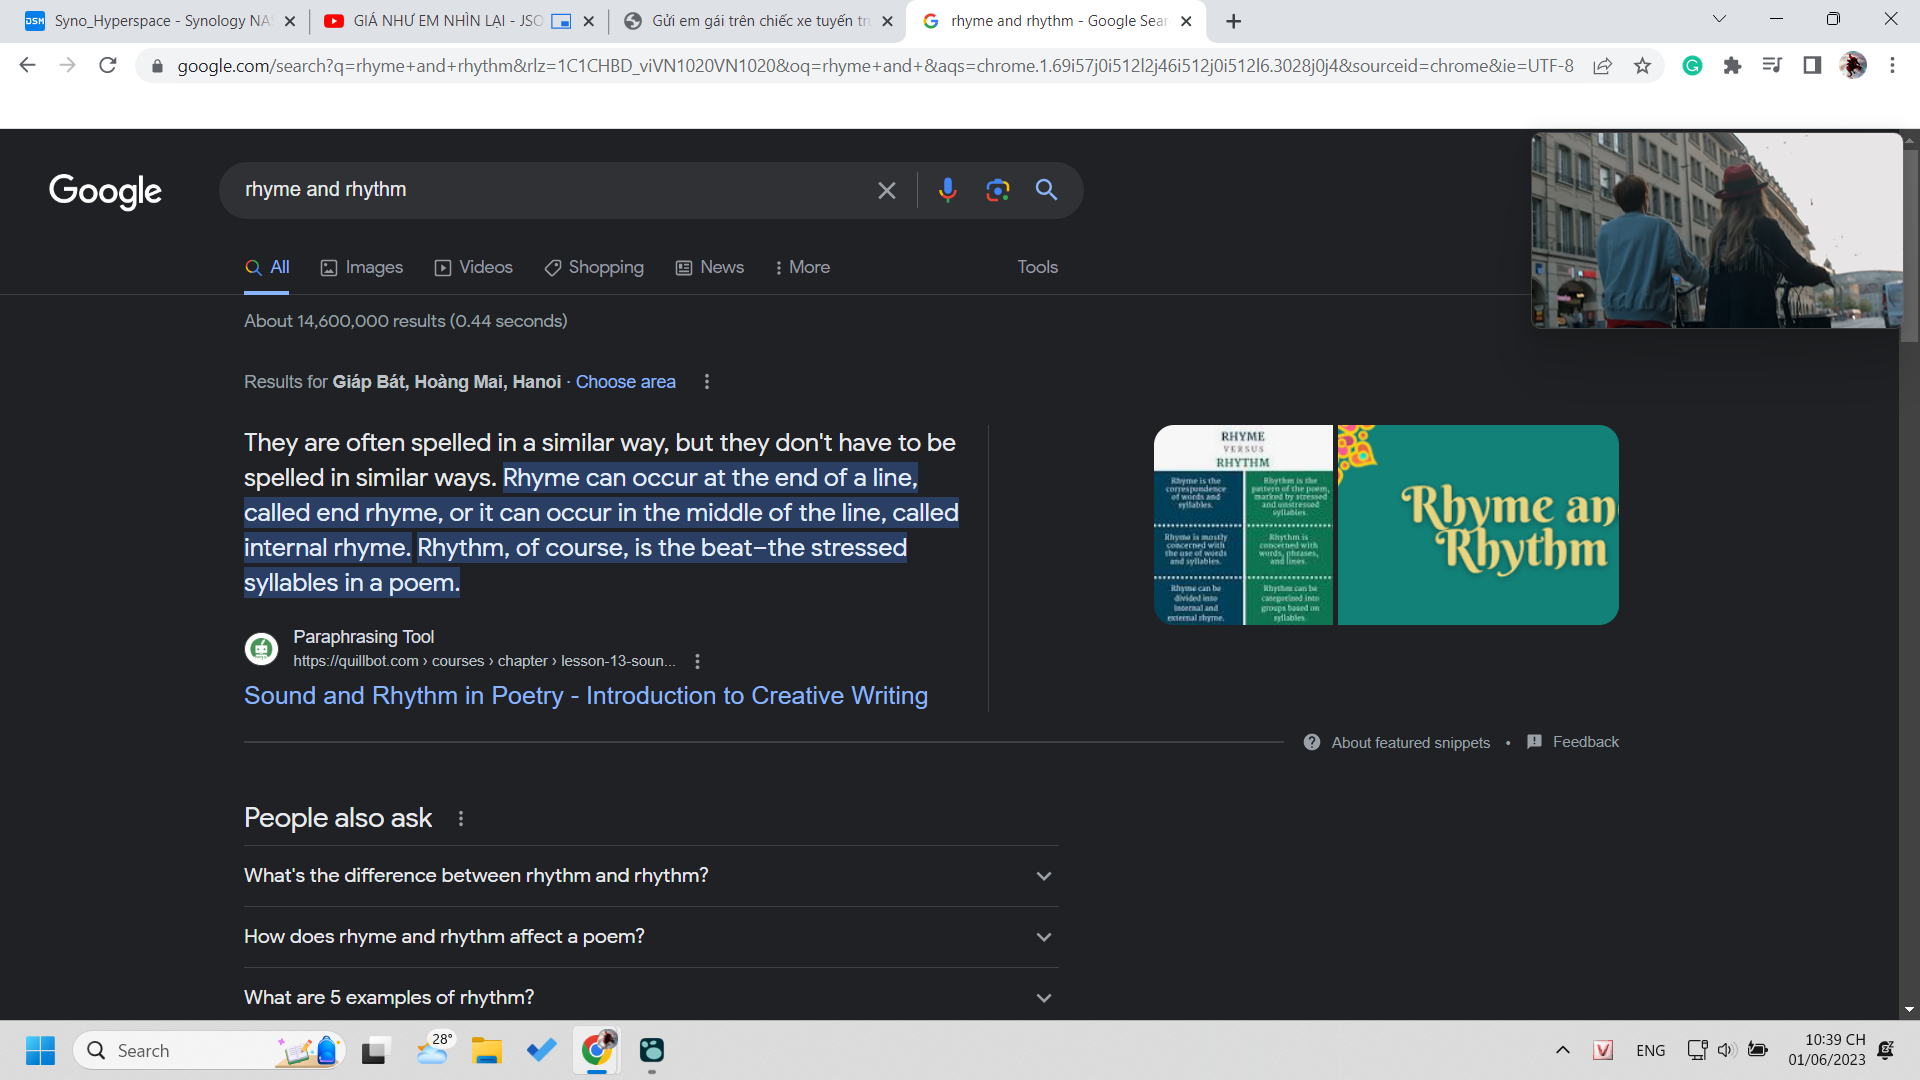 Syno_Hyperspace - Synology NAS
GIÁ NHƯ EM NHÌN LẠI - JSO
Gửi em gái trên chiếc xe tuyến tr
rhyme and rhythm - Google Sear
google.com/search?q=rhyme+and+rhythm&rlz=1C1CHBD_viVN1020VN1020&oq=rhyme+and+&aqs=chrome.1.69i57j0i512l2j46i512j0i512l6.3028j0j4&sourceid=chrome&ie=UTF-8
Google
rhyme and rhythm
All
Images
Videos
Shopping
News
More
Tools
About 14,600,000 results (0.44 seconds)
Results for Giáp Bát, Hoàng Mai, Hanoi · Choose area
They are often spelled in a similar way, but they don't have to be
spelled in similar ways. Rhyme can occur at the end of a line,
called end rhyme, or it can occur in the middle of the line, called
internal rhyme. Rhythm, of course, is the beat–the stressed
syllables in a poem.
RHYME
VERSUS
RHYTHM
Rhyme is the
correspondence
of words and
syllables.
Rhythm is the
pattern of the poem,
marked by stressed
and unstressed
syllables.
Rhyme is mostly
concerned with
the use of words
and syllables.
Rhythm is
concerned with
words, phrases,
and lines.
Rhyme can be
divided into
internal and
external rhyme.
Rhythm can be
categorized into
groups based on
syllables.
Rhyme an
Rhythm
Paraphrasing Tool
https://quillbot.com › courses › chapter › lesson-13-soun...
Sound and Rhythm in Poetry - Introduction to Creative Writing
About featured snippets • Feedback
People also ask
What's the difference between rhythm and rhythm?
How does rhyme and rhythm affect a poem?
What are 5 examples of rhythm?
Search
28°
ENG
10:39 CH
01/06/2023